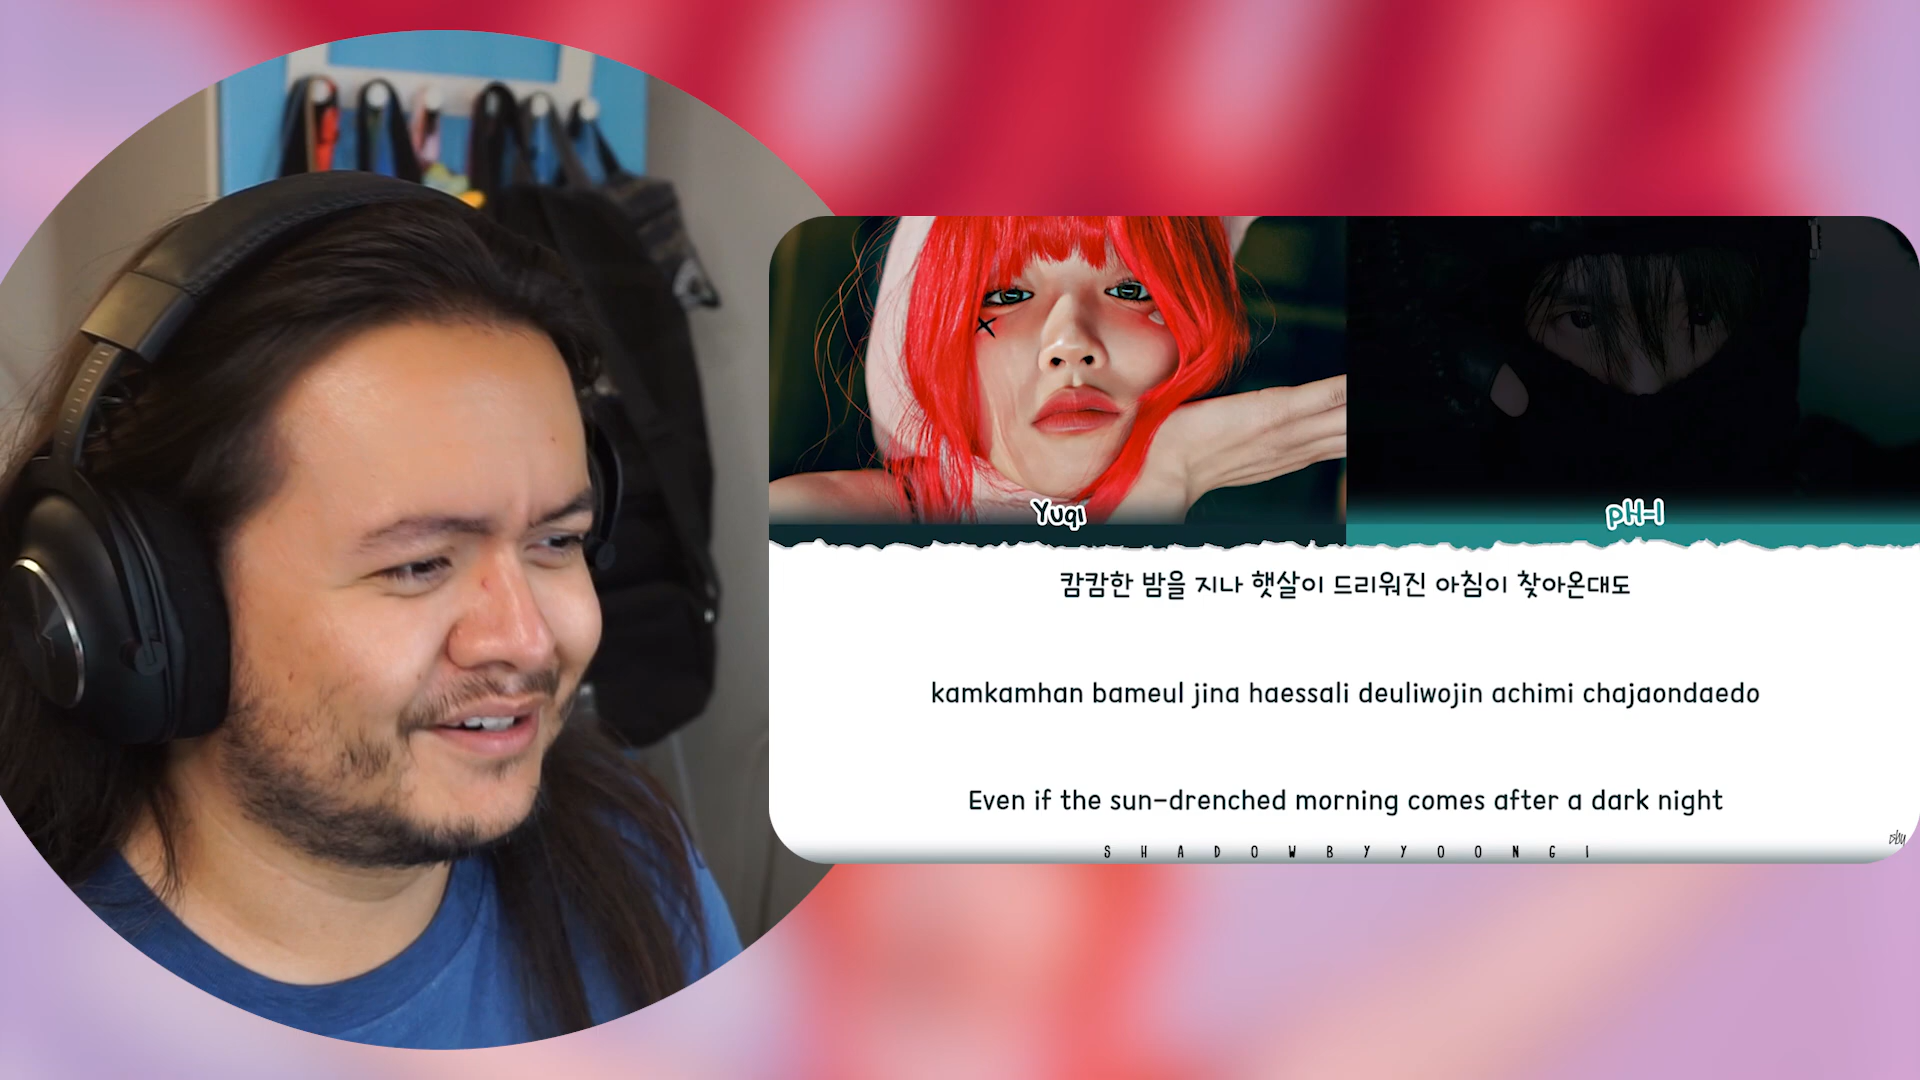 Yuqi
pH-1
캄캄한 밤을 지나 햇살이 드리워진 아침이 찾아온대도
kamkamhan bameul jina haessali deuliwojin achimi chajaondaedo
Even if the sun-drenched morning comes after a dark night
SHADOWBYYOONGI